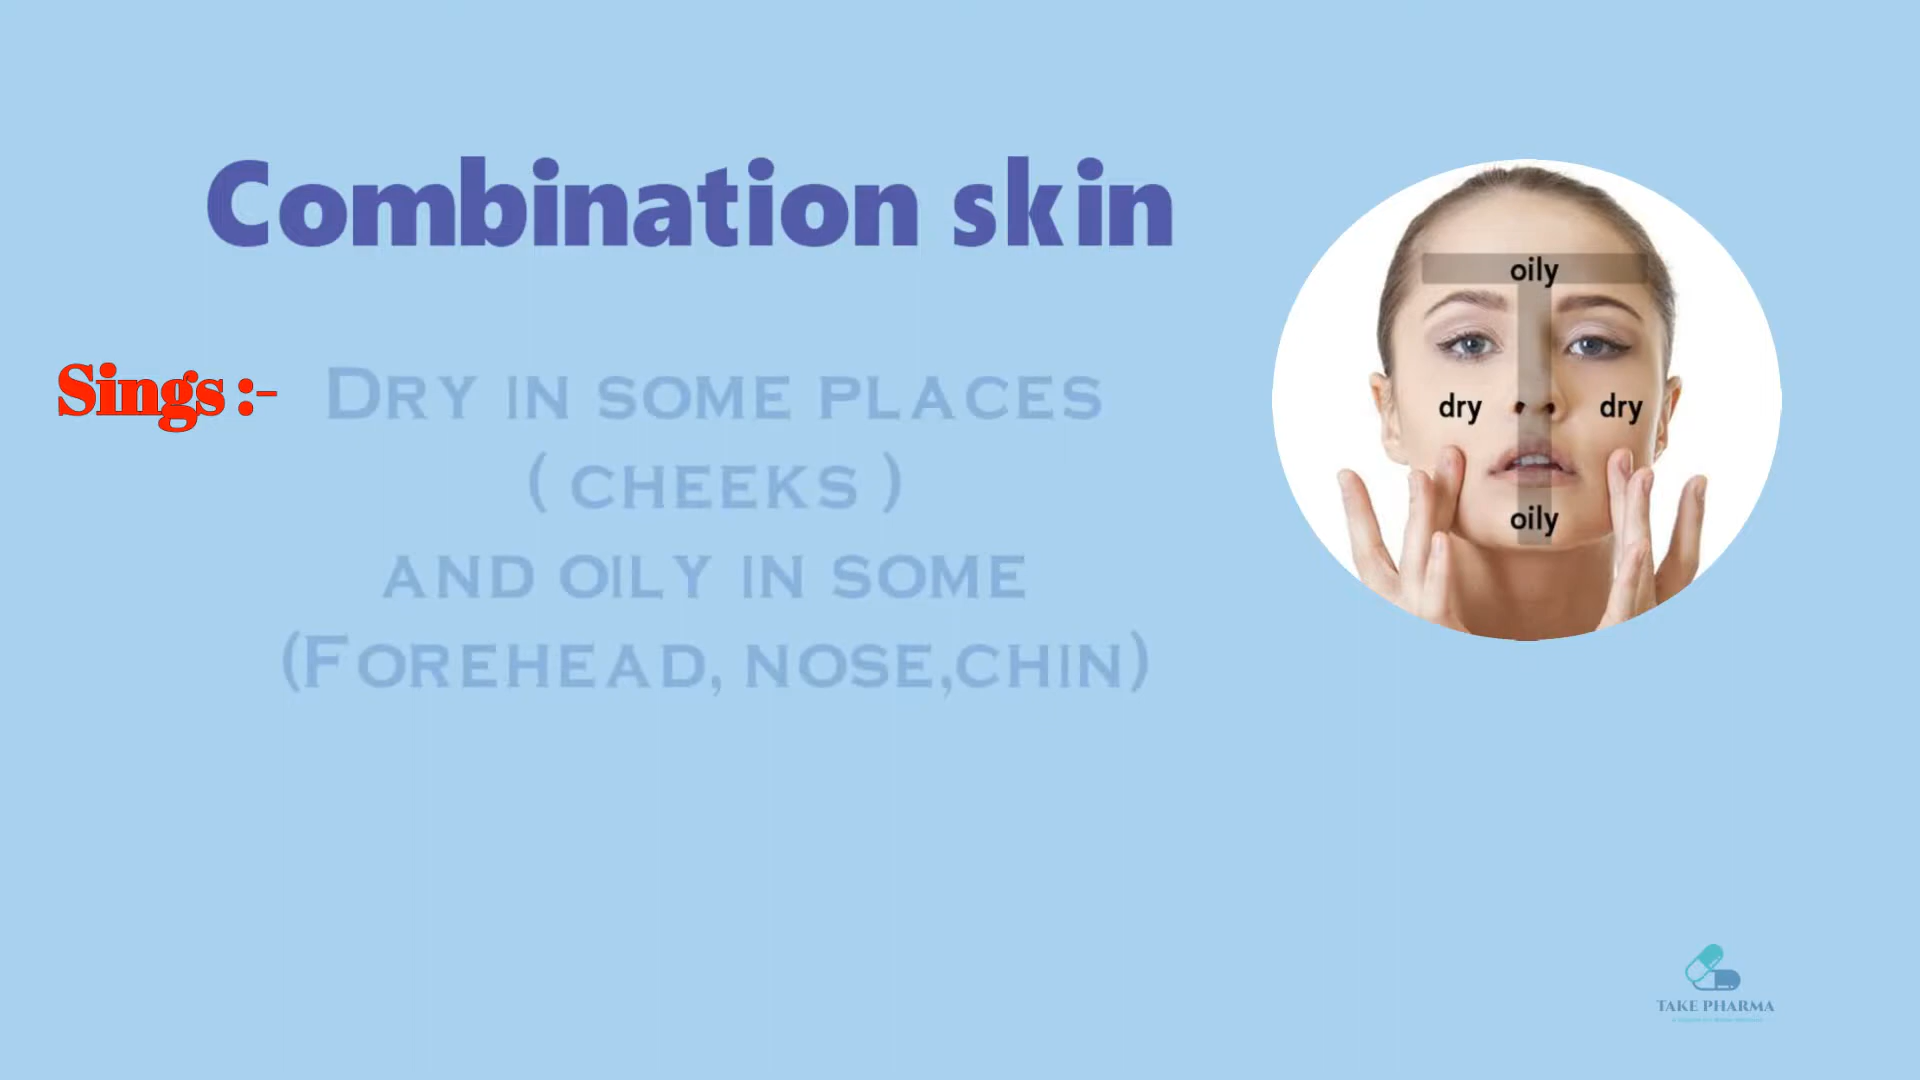 Combination skin
Sings :- Dry in some places
( cheeks )
and oily in some
(Forehead, nose,chin)
oily
dry dry
oily
TAKE PHARMA